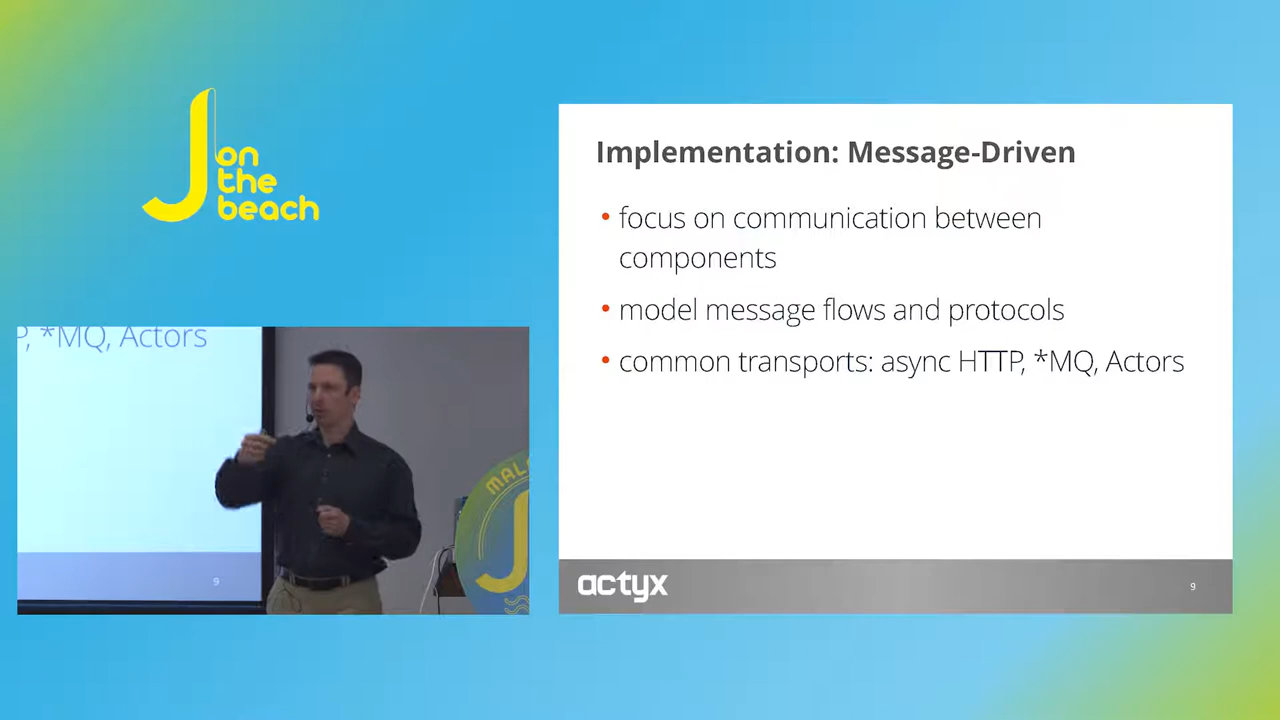 J on
the
beach
Implementation: Message-Driven
• focus on communication between
components
• model message flows and protocols
• common transports: async HTTP, *MQ, Actors
actyx
9
P, *MQ, Actors
9
MALA
J